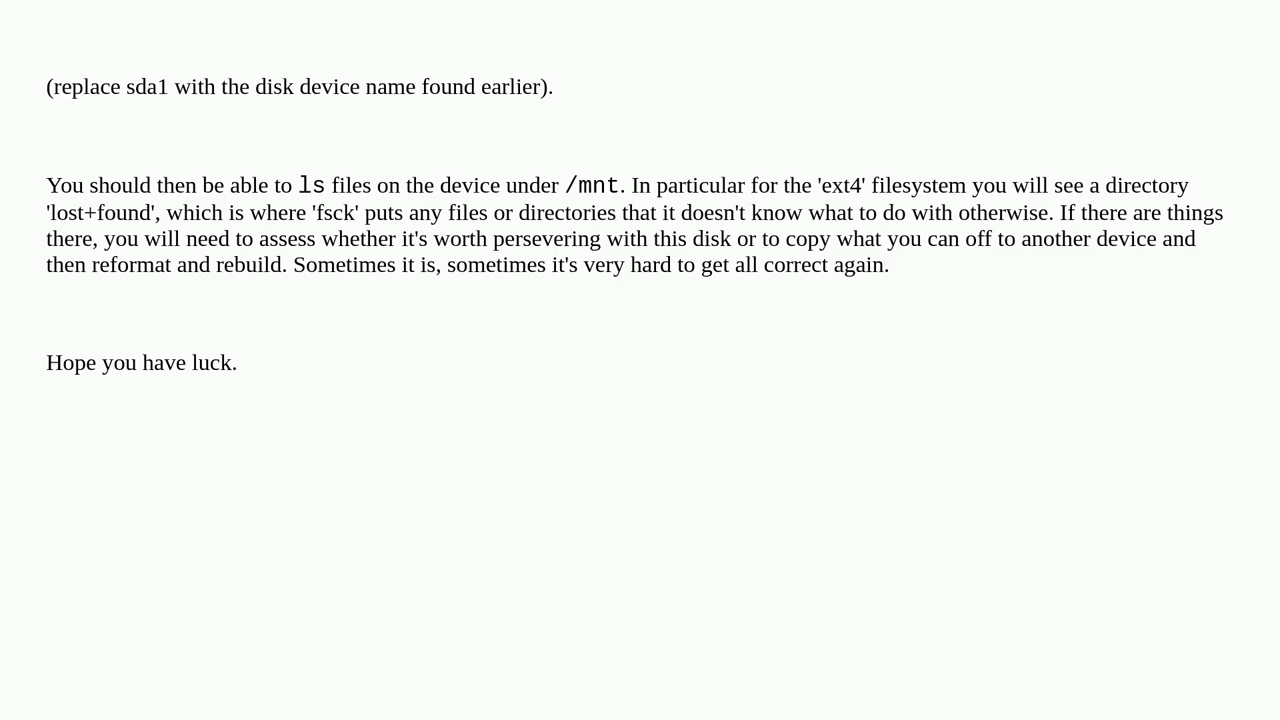 (replace sda1 with the disk device name found earlier).
You should then be able to ls files on the device under /mnt. In particular for the 'ext4' filesystem you will see a directory
'lost+found', which is where 'fsck' puts any files or directories that it doesn't know what to do with otherwise. If there are things
there, you will need to assess whether it's worth persevering with this disk or to copy what you can off to another device and
then reformat and rebuild. Sometimes it is, sometimes it's very hard to get all correct again.
Hope you have luck.